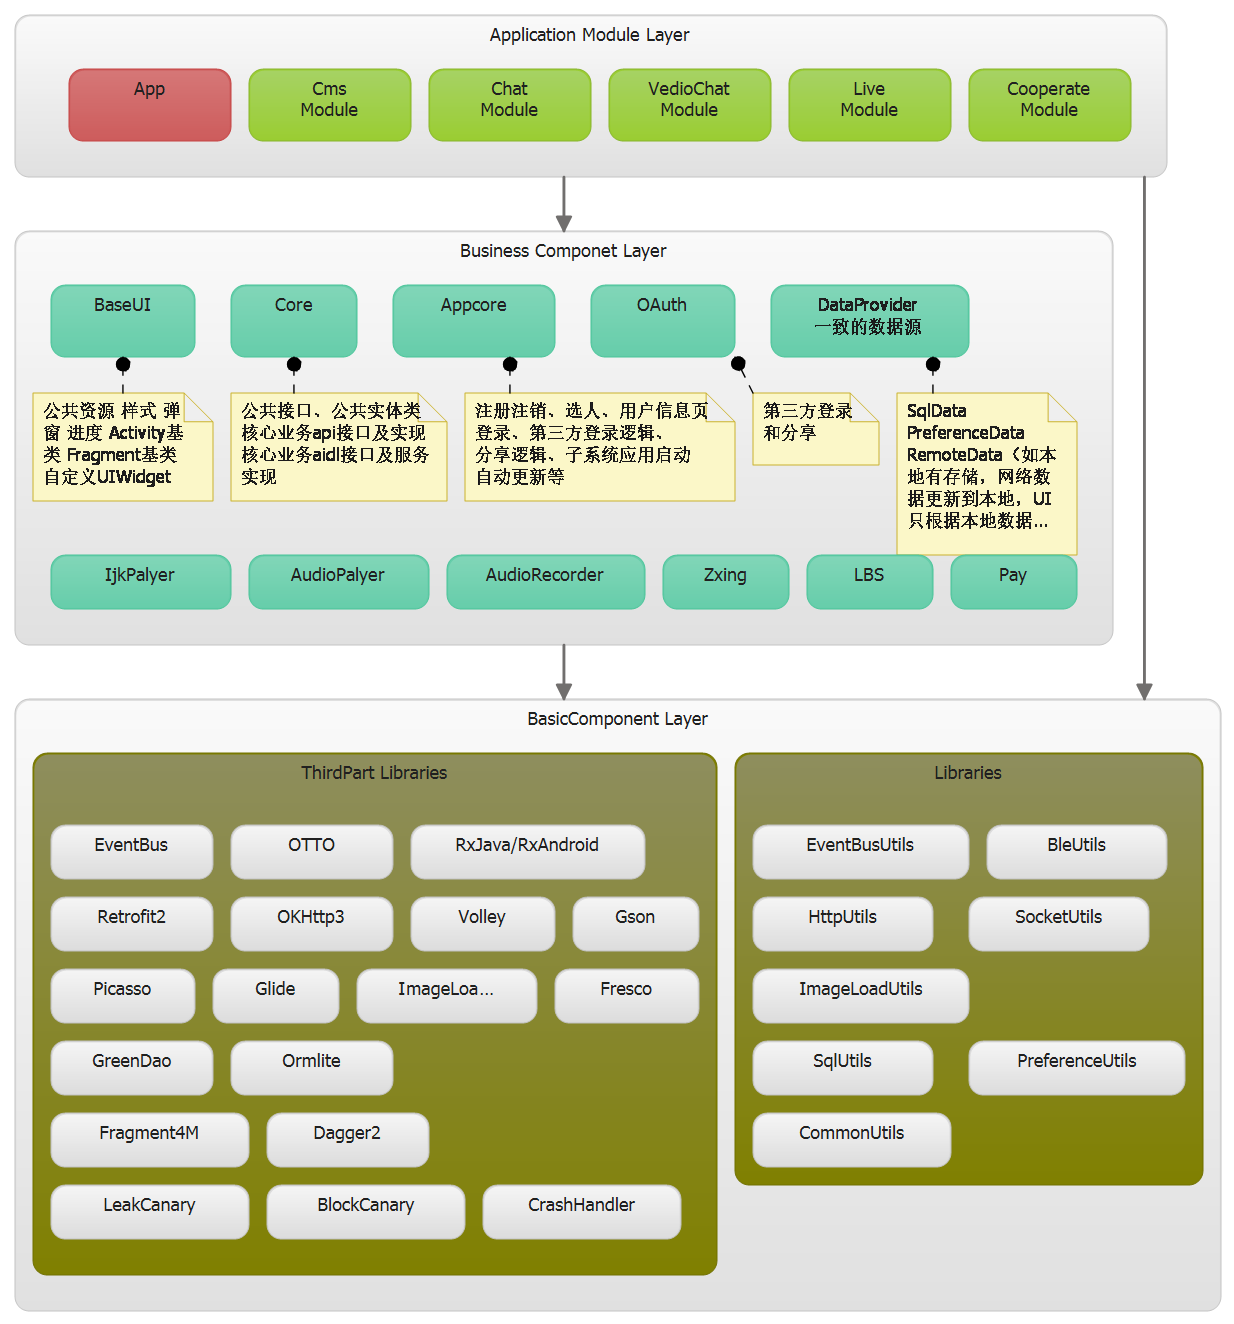 Application Module Layer
App
Cms
Module
Chat
Module
VedioChat
Module
Live
Module
Cooperate
Module
Business Componet Layer
BaseUI
Core
Appcore
OAuth
DataProvider
一致的数据源
公共资源 样式 弹
窗 进度 Activity基
类 Fragment基类
自定义UIWidget
公共接口、公共实体类
核心业务api接口及实现
核心业务aidl接口及服务
实现
注册注销、选人、用户信息页
登录、第三方登录逻辑、
分享逻辑、子系统应用启动
自动更新等
第三方登录
和分享
SqlData
PreferenceData
RemoteData（如本
地有存储，网络数
据更新到本地，UI
只根据本地数据...
IjkPalyer
AudioPalyer
AudioRecorder
Zxing
LBS
Pay
BasicComponent Layer
ThirdPart Libraries
EventBus
OTTO
RxJava/RxAndroid
Retrofit2
OKHttp3
Volley
Gson
Picasso
Glide
ImageLoa...
Fresco
GreenDao
Ormlite
Fragment4M
Dagger2
LeakCanary
BlockCanary
CrashHandler
Libraries
EventBusUtils
BleUtils
HttpUtils
SocketUtils
ImageLoadUtils
SqlUtils
PreferenceUtils
CommonUtils